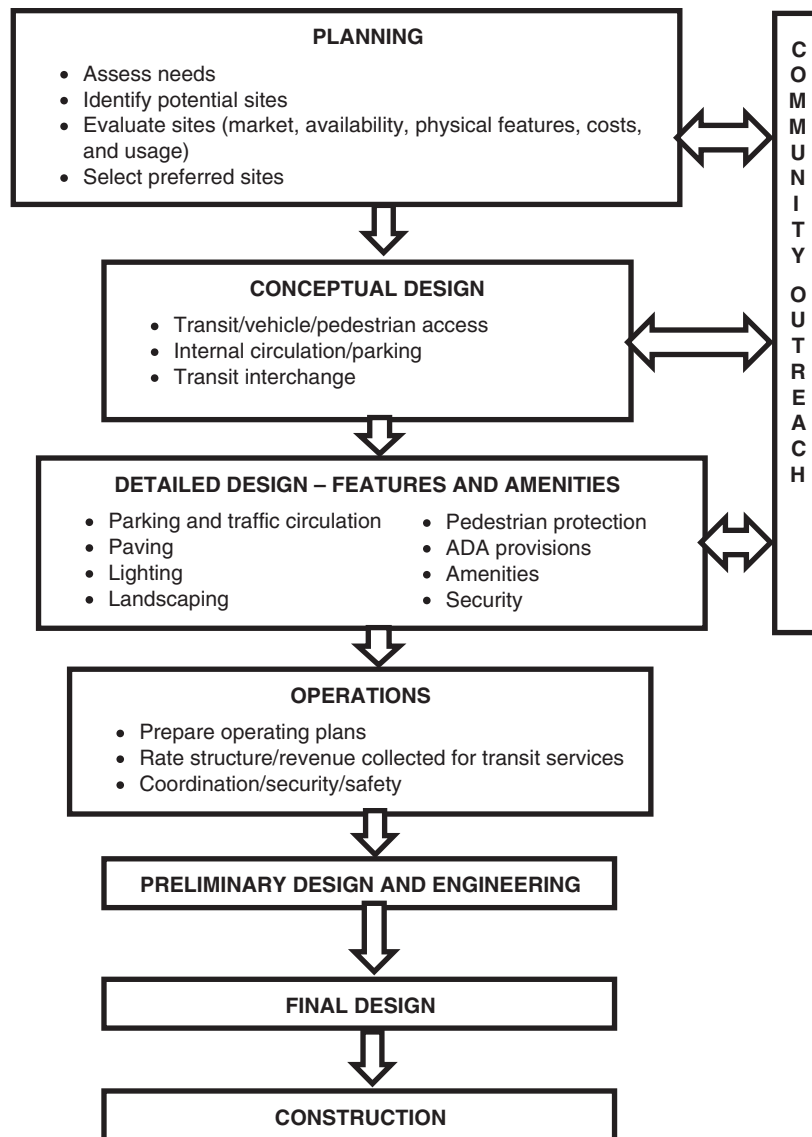 PLANNING
• Assess needs
• Identify potential sites
• Evaluate sites (market, availability, physical features, costs,
and usage)
• Select preferred sites
CONCEPTUAL DESIGN
• Transit/vehicle/pedestrian access
• Internal circulation/parking
• Transit interchange
DETAILED DESIGN – FEATURES AND AMENITIES
• Parking and traffic circulation
• Paving
• Lighting
• Landscaping
• Pedestrian protection
• ADA provisions
• Amenities
• Security
OPERATIONS
• Prepare operating plans
• Rate structure/revenue collected for transit services
• Coordination/security/safety
PRELIMINARY DESIGN AND ENGINEERING
FINAL DESIGN
CONSTRUCTION
COMMUNITY OUTREACH